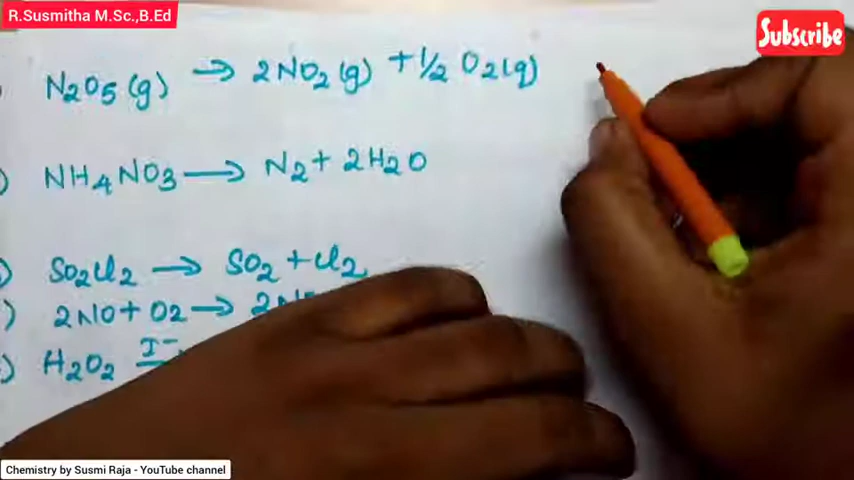 R.Susmitha M.Sc.,B.Ed
Subscribe
N₂O₅ (g) → 2NO₂ (g) + 1/2 O₂ (g)
) NH₄NO₃ → N₂ + 2H₂O
) SO₂Cl₂ → SO₂ + Cl₂
) 2NO + O₂ →
) H₂O₂ I⁻
Chemistry by Susmi Raja - YouTube channel